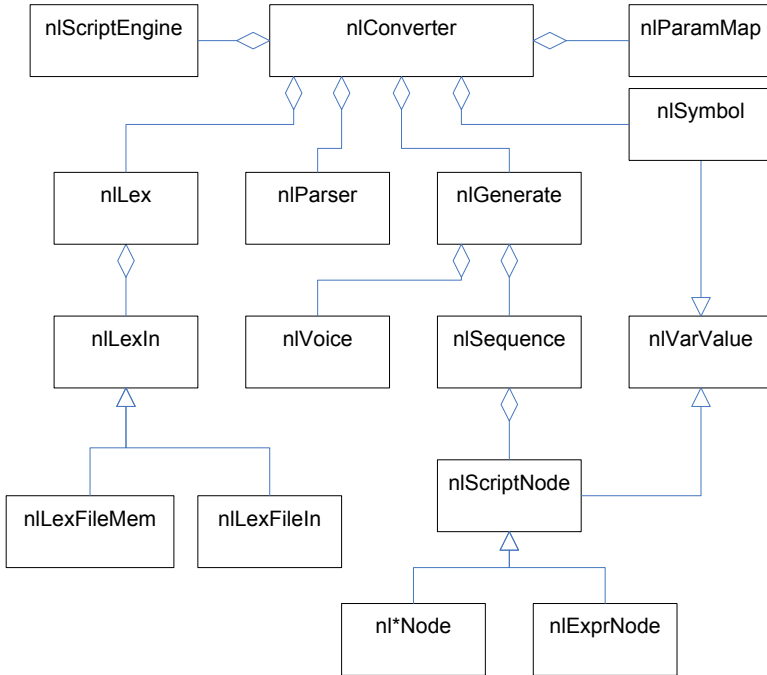 nlScriptEngine
nlConverter
nlParamMap
nlSymbol
nlLex
nlParser
nlGenerate
nlLexIn
nlVoice
nlSequence
nlVarValue
nlScriptNode
nlLexFileMem
nlLexFileIn
nl*Node
nlExprNode